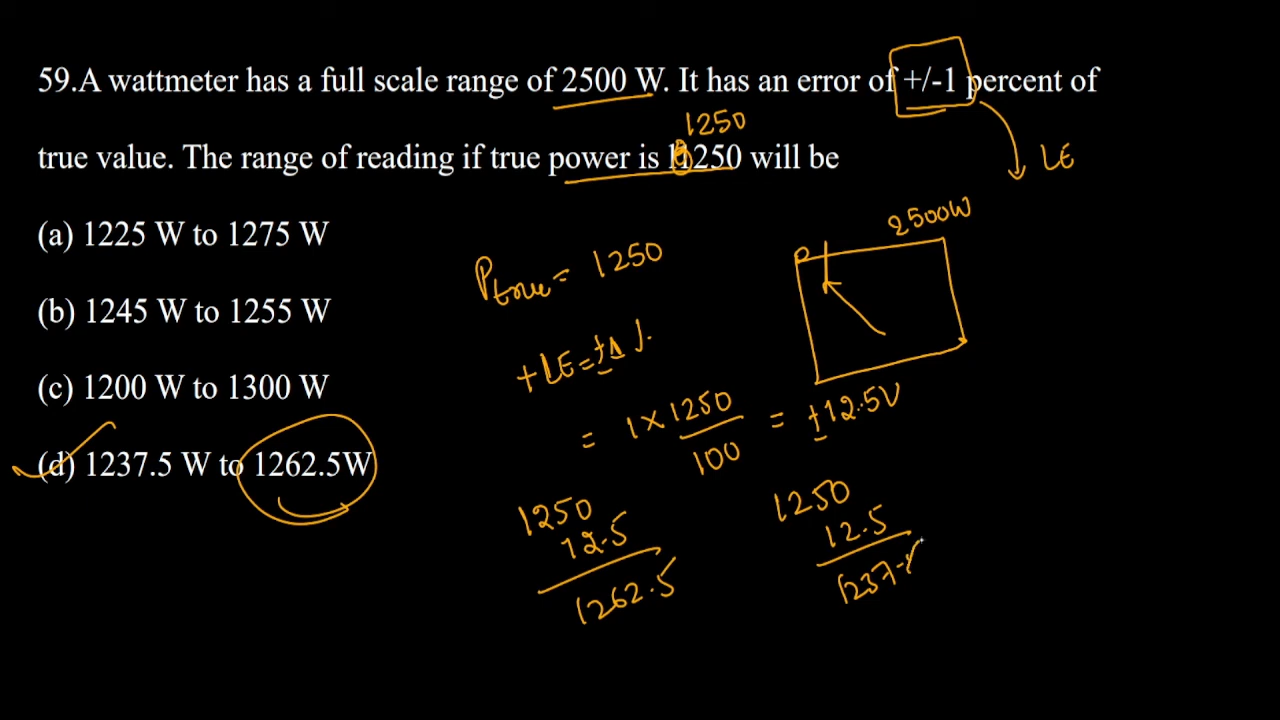 59.A wattmeter has a full scale range of 2500 W. It has an error of +/-1 percent of
1250
true value. The range of reading if true power is 1250 will be
LE
(a) 1225 W to 1275 W
2500W
Ptrue = 1250
(b) 1245 W to 1255 W
+LE = ±1 %
(c) 1200 W to 1300 W
= 1 × 1250 / 100 = ±12.5V
(d) 1237.5 W to 1262.5W
1250
12.5
1262.5
1250
12.5